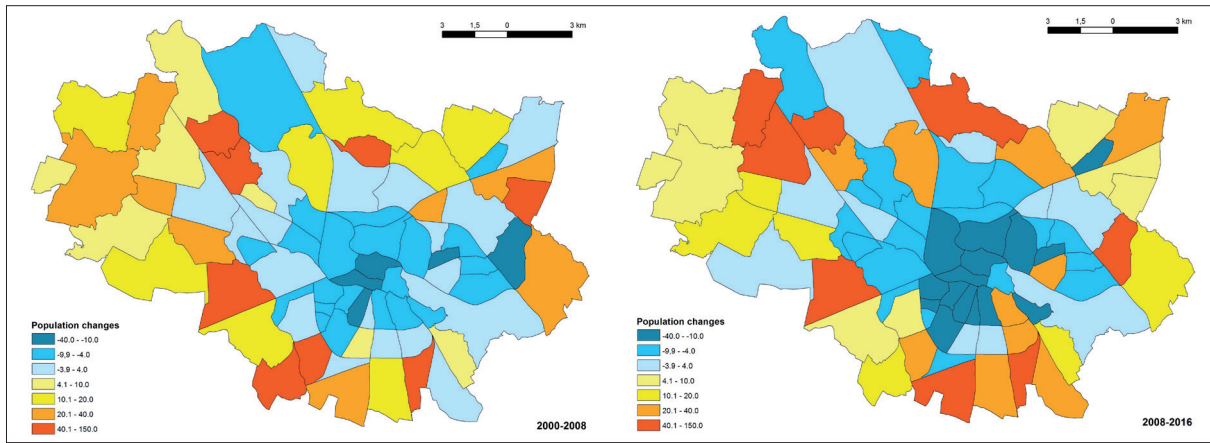 3 1,5 0 3 km
Population changes
-40.0 - -10.0
-9,9 - -4.0
-3.9 - 4.0
4.1 - 10.0
10.1 - 20.0
20.1 - 40.0
40.1 - 150.0
2000-2008
3 1,5 0 3 km
Population changes
-40.0 - -10.0
-9,9 - -4.0
-3.9 - 4.0
4.1 - 10.0
10.1 - 20.0
20.1 - 40.0
40.1 - 150.0
2008-2016